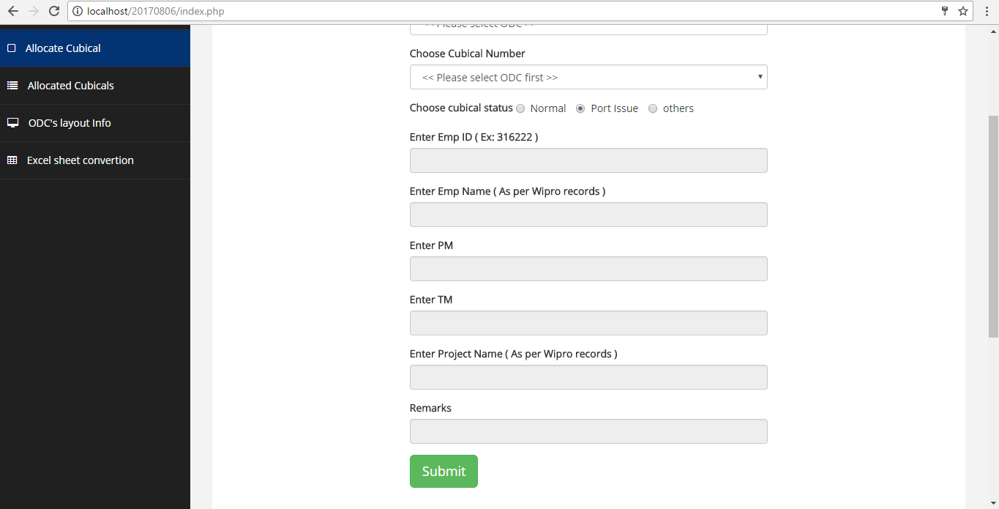 localhost/20170806/index.php
Allocate Cubical
Allocated Cubicals
ODC's layout Info
Excel sheet convertion
<< Please select ODC >>
Choose Cubical Number
<< Please select ODC first >>
Choose cubical status Normal Port Issue others
Enter Emp ID ( Ex: 316222 )
Enter Emp Name ( As per Wipro records )
Enter PM
Enter TM
Enter Project Name ( As per Wipro records )
Remarks
Submit